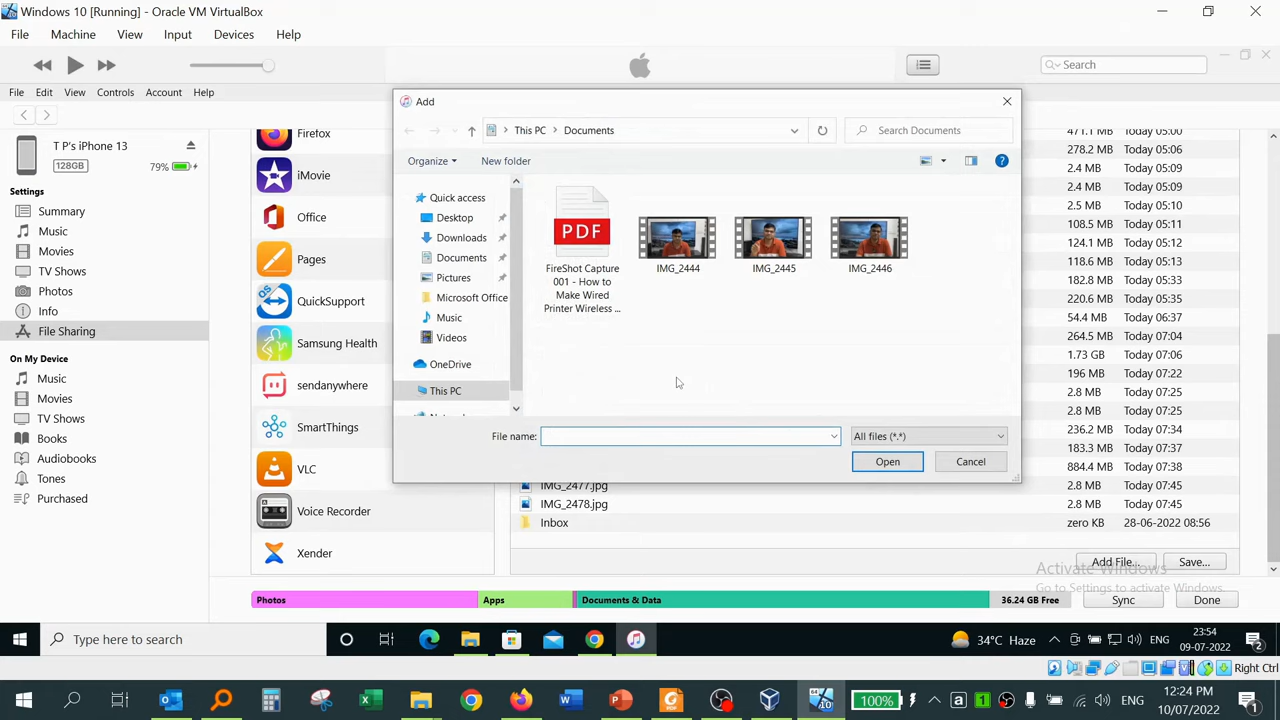 Windows 10 [Running] - Oracle VM VirtualBox
File Machine View Input Devices Help
Search
File Edit View Controls Account Help
T P's iPhone 13
128GB 79%
Settings
Summary
Music
Movies
TV Shows
Photos
Info
File Sharing
On My Device
Music
Movies
TV Shows
Books
Audiobooks
Tones
Purchased
Firefox
iMovie
Office
Pages
QuickSupport
Samsung Health
sendanywhere
SmartThings
VLC
Voice Recorder
Xender
Add
This PC Documents
Search Documents
Organize New folder
Quick access
Desktop
Downloads
Documents
Pictures
Microsoft Office
Music
Videos
OneDrive
This PC
PDF
FireShot Capture
001 - How to
Make Wired
Printer Wireless ...
IMG_2444
IMG_2445
IMG_2446
File name:
All files (*.*)
Open Cancel
471.1 MB Today 05:00
278.2 MB Today 05:06
2.4 MB Today 05:09
2.4 MB Today 05:09
2.5 MB Today 05:10
108.5 MB Today 05:11
124.1 MB Today 05:12
118.6 MB Today 05:13
182.8 MB Today 05:33
220.6 MB Today 05:35
54.4 MB Today 06:37
264.5 MB Today 07:04
1.73 GB Today 07:06
196 MB Today 07:22
2.8 MB Today 07:25
2.8 MB Today 07:25
236.2 MB Today 07:34
183.3 MB Today 07:37
884.4 MB Today 07:38
IMG_2477.jpg 2.8 MB Today 07:45
IMG_2478.jpg 2.8 MB Today 07:45
Inbox zero KB 28-06-2022 08:56
Add File... Save...
Activate Windows
Go to Settings to activate Windows.
Photos Apps Documents & Data 36.24 GB Free Sync Done
Type here to search
34°C Haze
ENG
23:54
09-07-2022
2
Right Ctrl
100%
ENG
12:24 PM
10/07/2022
1